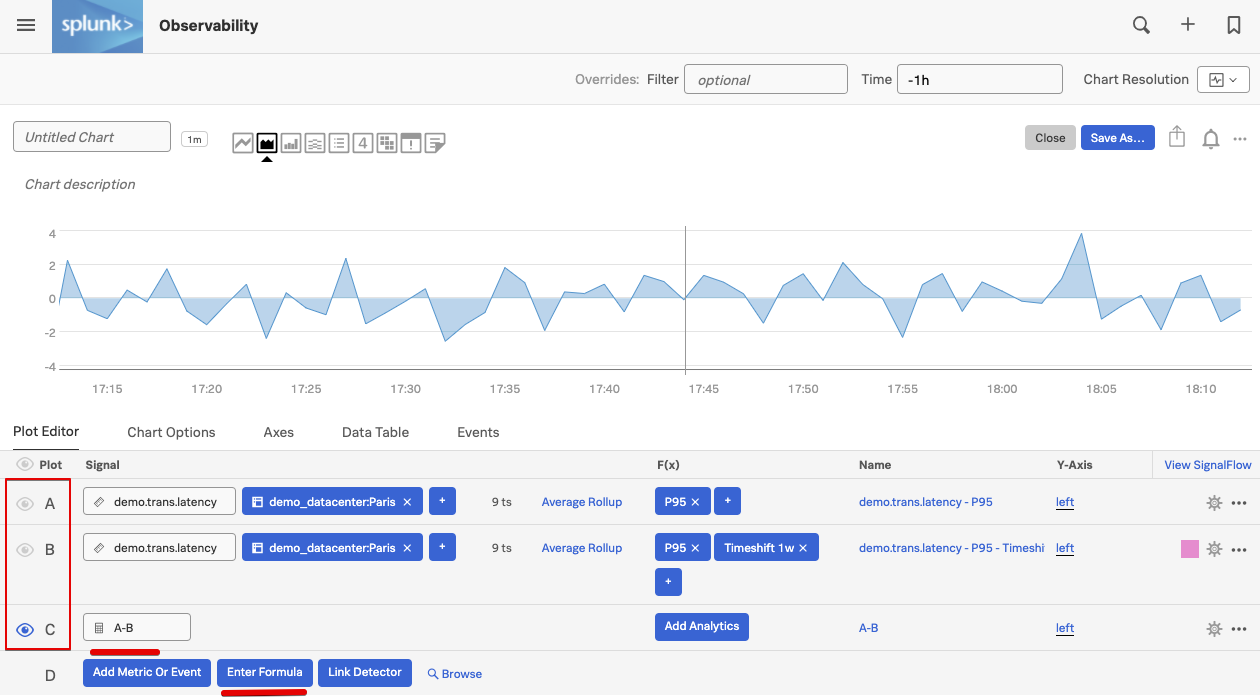 splunk> Observability
Overrides: Filter optional Time -1h Chart Resolution
Untitled Chart 1m 4 Close Save As...
Chart description
4
2
0
-2
-4
17:15 17:20 17:25 17:30 17:35 17:40 17:45 17:50 17:55 18:00 18:05 18:10
Plot Editor Chart Options Axes Data Table Events
Plot Signal F(x) Name Y-Axis View SignalFlow
A demo.trans.latency demo_datacenter:Paris × + 9 ts Average Rollup P95 × + demo.trans.latency - P95 left
B demo.trans.latency demo_datacenter:Paris × + 9 ts Average Rollup P95 × Timeshift 1w × demo.trans.latency - P95 - Timeshi left
+
C A-B Add Analytics A-B left
D Add Metric Or Event Enter Formula Link Detector Browse